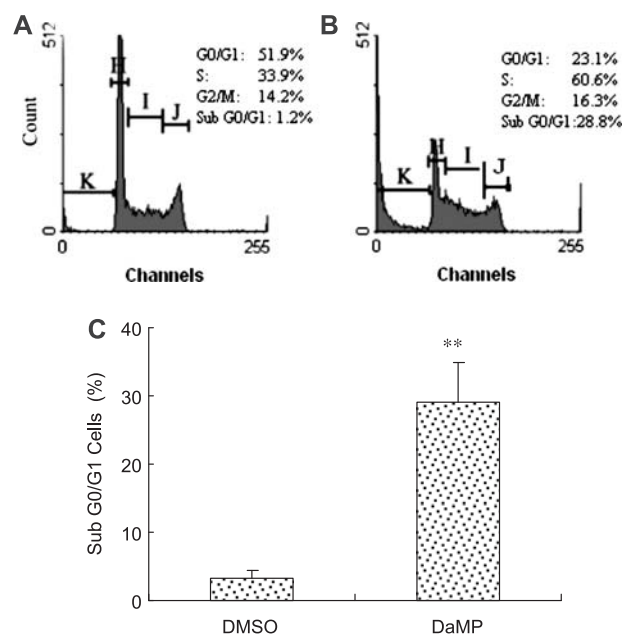 A
512
Count
0
G0/G1: 51.9%
S: 33.9%
G2/M: 14.2%
Sub G0/G1: 1.2%
H
I
J
K
0 255
Channels
B
512
0
G0/G1: 23.1%
S: 60.6%
G2/M: 16.3%
Sub G0/G1:28.8%
H
I
J
K
0 255
Channels
C
Sub G0/G1 Cells (%)
40
30
20
10
0
**
DMSO DaMP